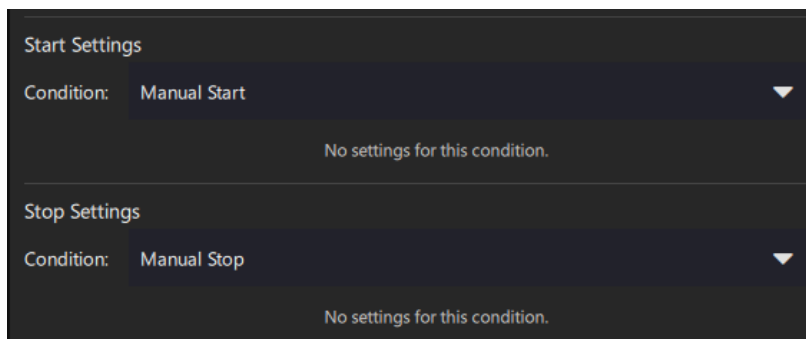 Start Settings
Condition: Manual Start
No settings for this condition.
Stop Settings
Condition: Manual Stop
No settings for this condition.